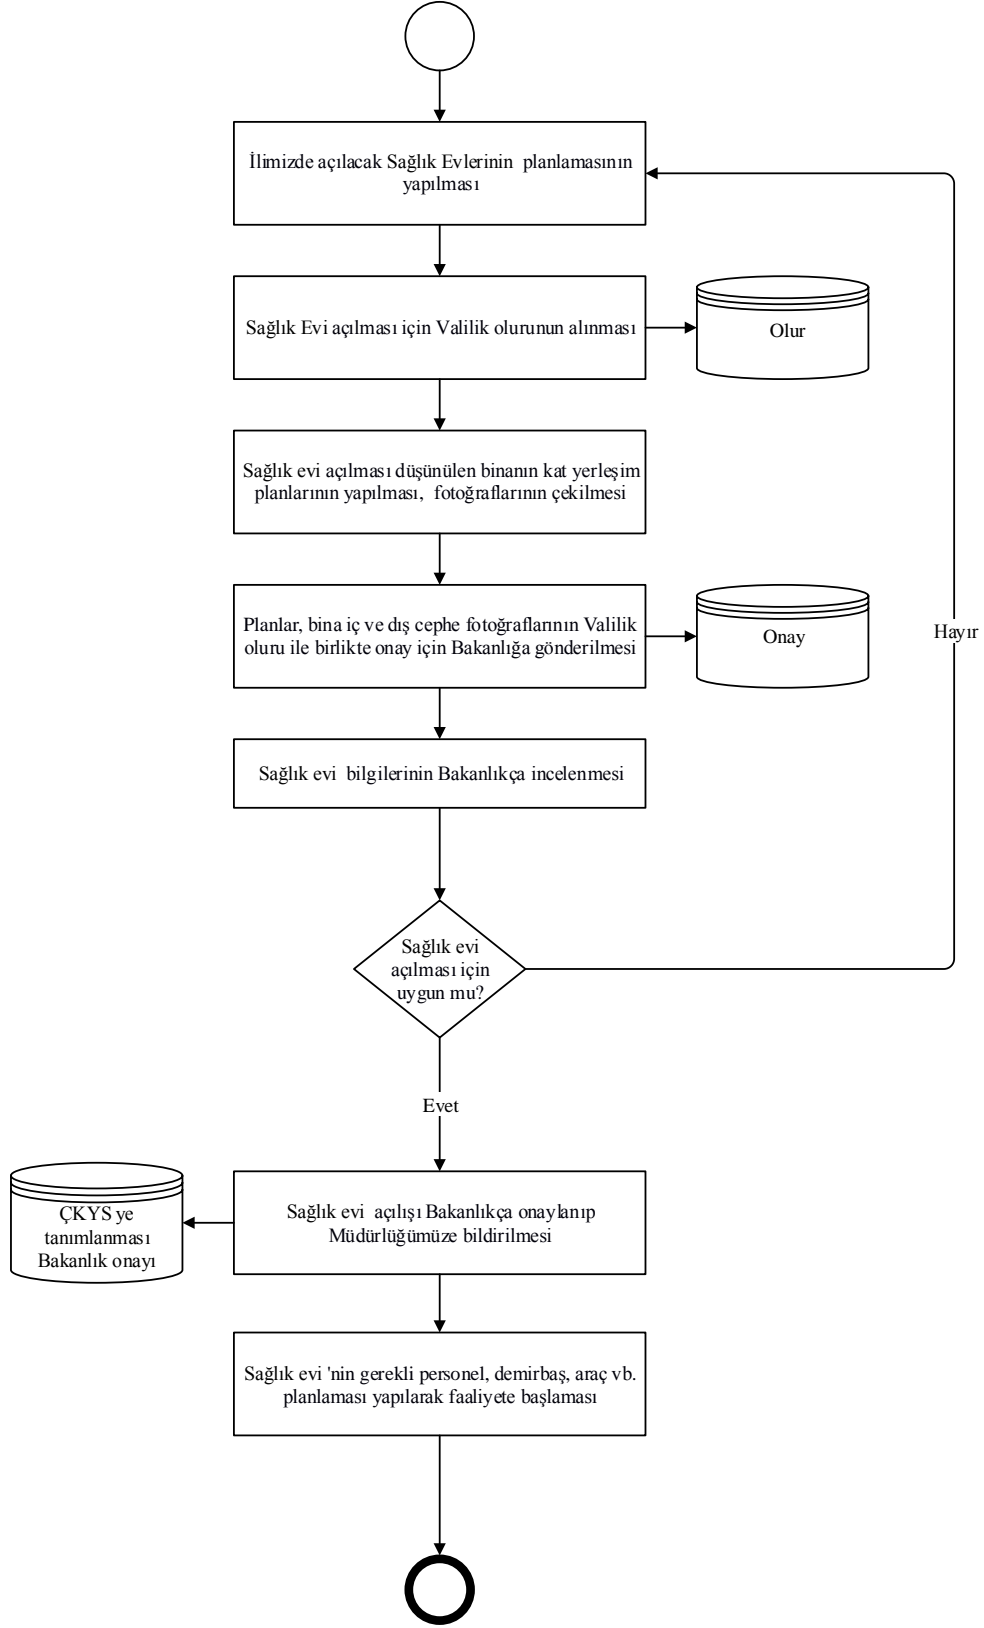 İlimizde açılacak Sağlık Evlerinin  planlamasının
yapılması
Sağlık Evi açılması için Valilik olurunun alınması
Olur
Sağlık evi açılması düşünülen binanın kat yerleşim
planlarının yapılması,  fotoğraflarının çekilmesi
Planlar, bina iç ve dış cephe fotoğraflarının Valilik
oluru ile birlikte onay için Bakanlığa gönderilmesi
Onay
Hayır
Sağlık evi  bilgilerinin Bakanlıkça incelenmesi
Sağlık evi
açılması için
uygun mu?
Evet
Sağlık evi  açılışı Bakanlıkça onaylanıp
Müdürlüğümüze bildirilmesi
ÇKYS ye
tanımlanması
Bakanlık onayı
Sağlık evi 'nin gerekli personel, demirbaş, araç vb.
planlaması yapılarak faaliyete başlaması